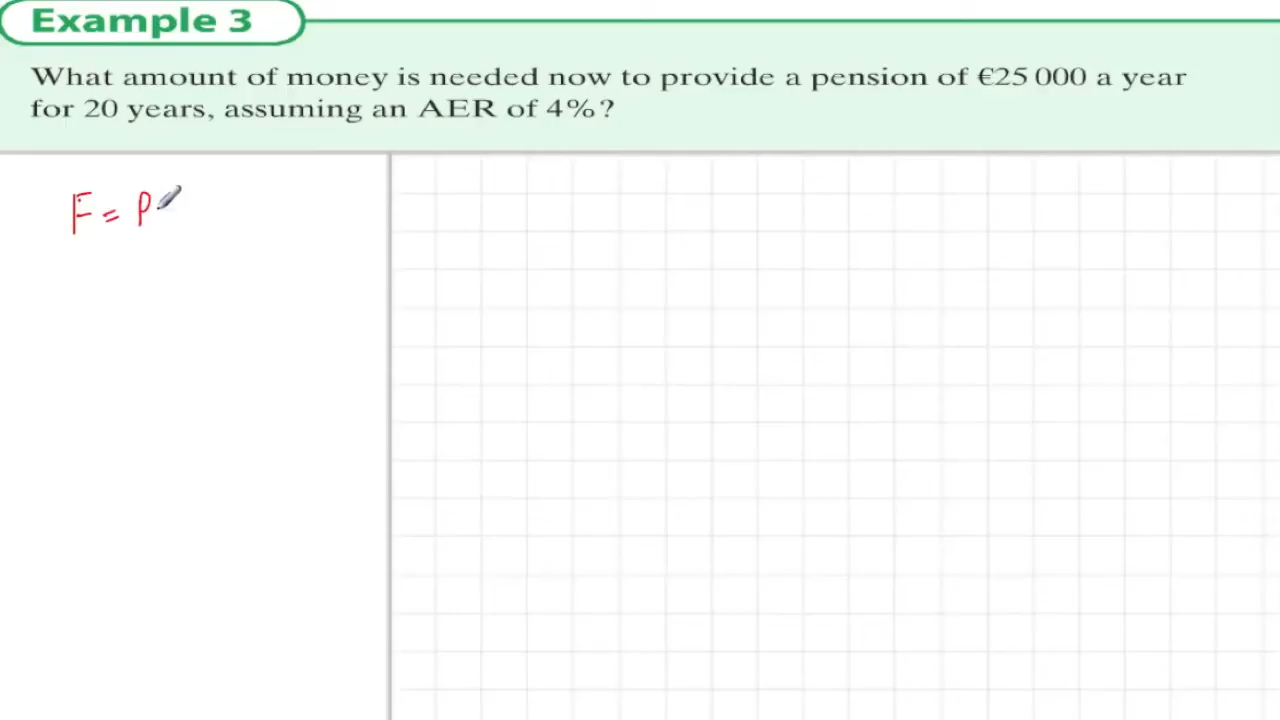 Example 3
What amount of money is needed now to provide a pension of €25 000 a year
for 20 years, assuming an AER of 4%?
F = P